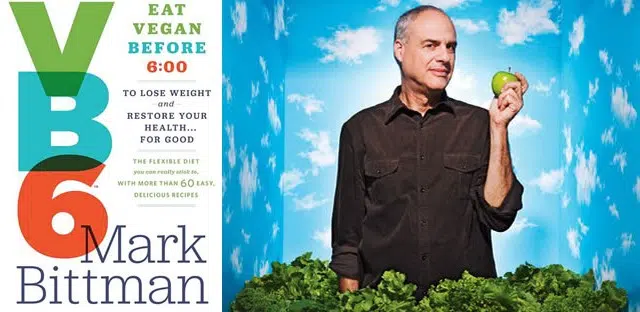 VB6™
EAT
VEGAN
BEFORE
6:00
TO LOSE WEIGHT
and
RESTORE YOUR
HEALTH...
FOR GOOD
THE FLEXIBLE DIET
you can really stick to,
WITH MORE THAN 60 EASY,
DELICIOUS RECIPES
Mark
Bittman